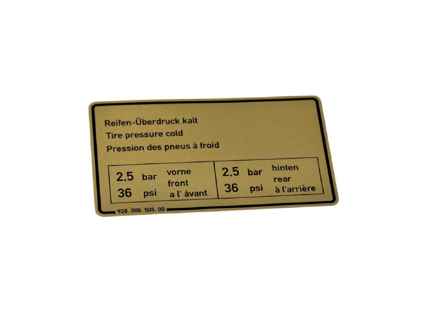 Reifen-Überdruck kalt
Tire pressure cold
Pression des pneus à froid
2,5 bar vorne
36 psi front
a l' àvant
2,5 bar hinten
36 psi rear
à l'arrière